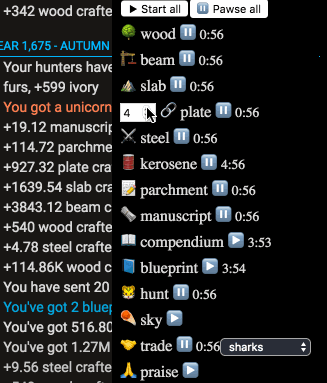 +342 wood crafte
EAR 1,675 - AUTUMN
Your hunters have
furs, +599 ivory
You got a unicorn
+19.12 manuscrip
+114.72 parchme
+927.32 plate cra
+1639.54 slab cra
+3843.12 beam c
+540 wood crafte
+4.78 steel crafte
+114.86K wood c
You have sent 20
You've got 2 bluep
You've got 516.80
You've got 1.27M
+9.56 steel crafte
▶ Start all ⏸ Pawse all
🌳 wood ⏸ 0:56
🏗 beam ⏸ 0:56
⛰ slab ⏸ 0:56
4 🔗 plate ⏸ 0:56
⚔ steel ⏸ 0:56
🛢 kerosene ⏸ 4:56
📝 parchment ⏸ 0:56
🗞 manuscript ⏸ 0:56
📖 compendium ▶ 3:53
📘 blueprint ▶ 3:54
🐯 hunt ⏸ 0:56
☄ sky ▶
🤝 trade ⏸ 0:56 sharks
🙏 praise ▶